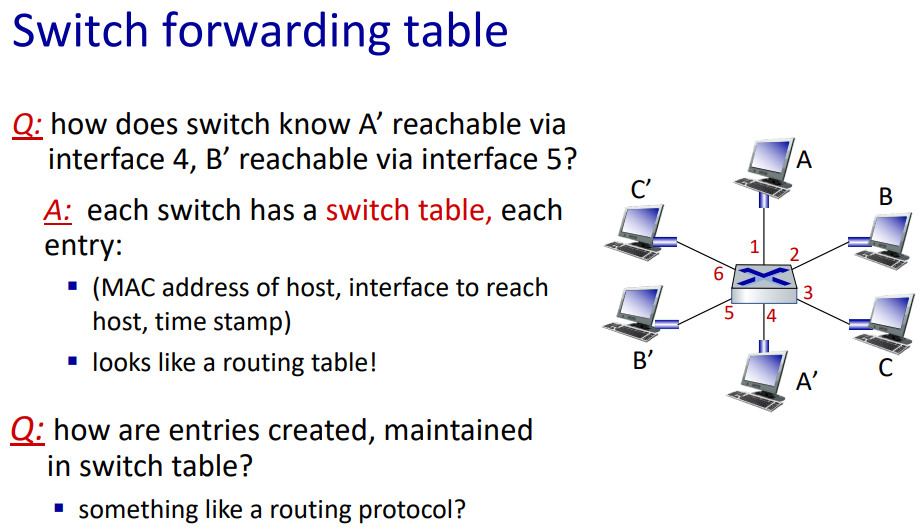 Switch forwarding table
Q: how does switch know A’ reachable via
interface 4, B’ reachable via interface 5?
A: each switch has a switch table, each
entry:
▪ (MAC address of host, interface to reach
host, time stamp)
▪ looks like a routing table!
Q: how are entries created, maintained
in switch table?
▪ something like a routing protocol?
A
C’
B
1
2
6
3
5
4
B’
A’
C